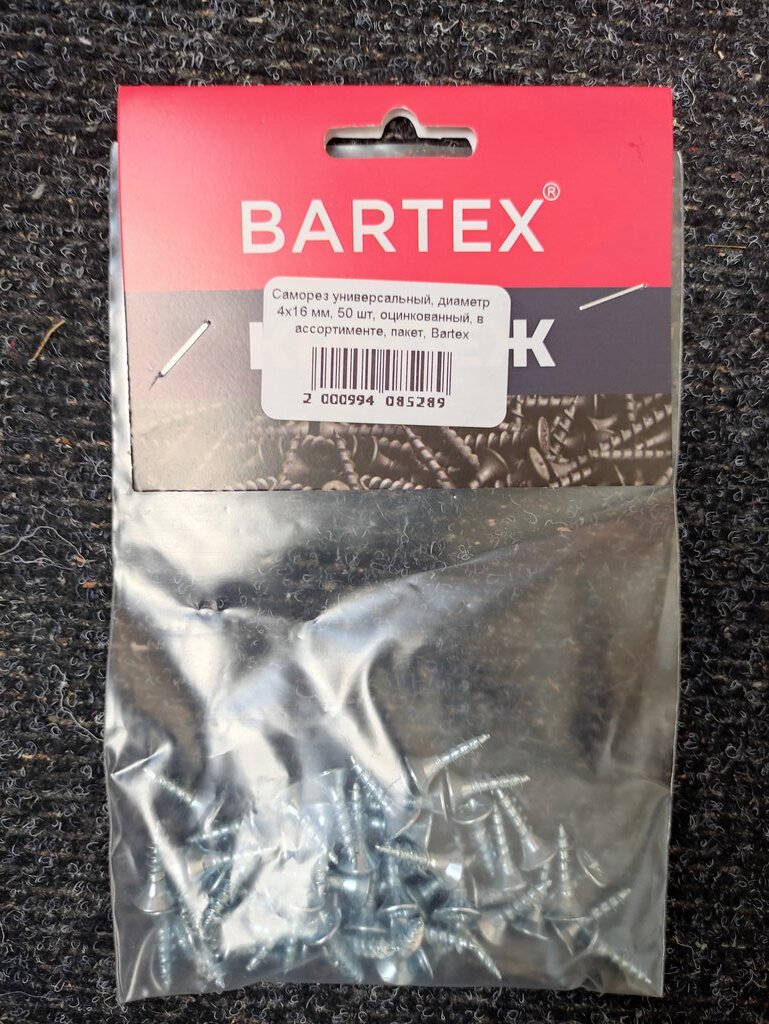 BARTEX®
Саморез универсальный, диаметр
4х16 мм, 50 шт, оцинкованный, в
ассортименте, пакет, Bartex
2 000994 085289